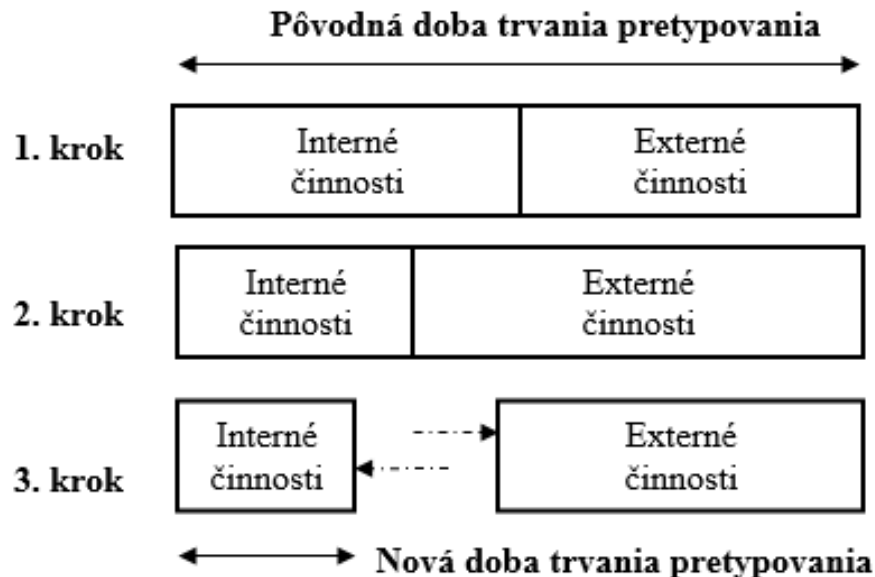 Pôvodná doba trvania pretypovania
1. krok
Interné
činnosti
Externé
činnosti
2. krok
Interné
činnosti
Externé
činnosti
3. krok
Interné
činnosti
Externé
činnosti
Nová doba trvania pretypovania